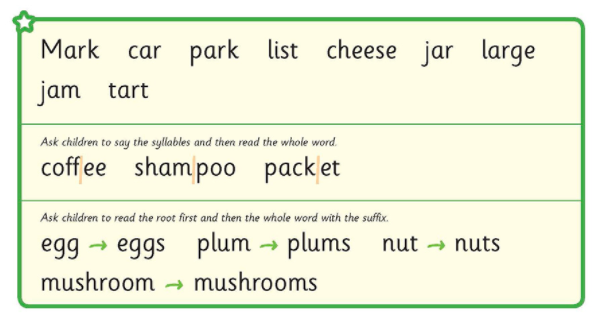 Mark car park list cheese jar large
jam tart
Ask children to say the syllables and then read the whole word.
coffee shampoo packet
Ask children to read the root first and then the whole word with the suffix.
egg → eggs plum → plums nut → nuts
mushroom → mushrooms